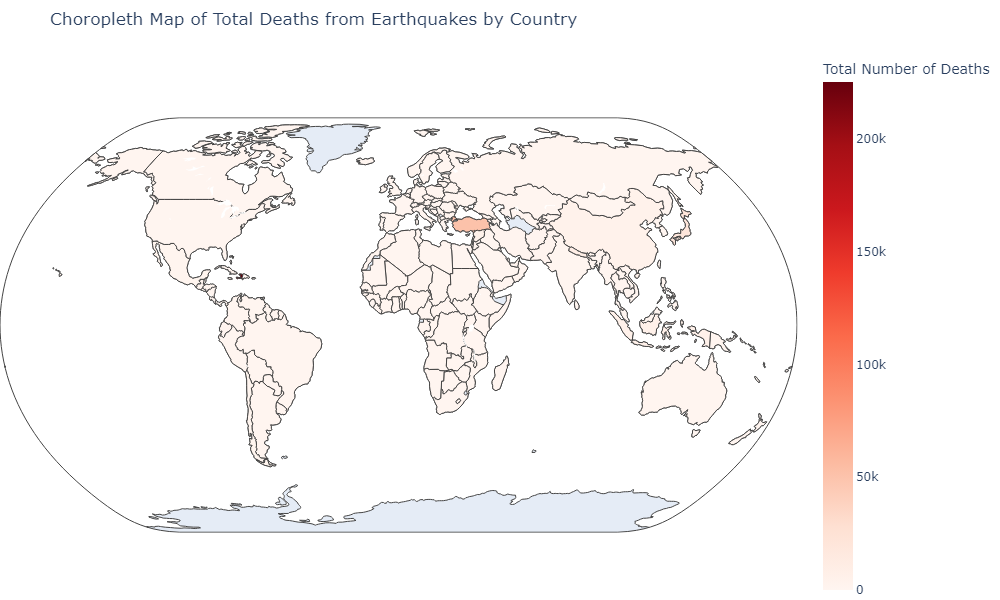 Choropleth Map of Total Deaths from Earthquakes by Country
Total Number of Deaths
200k
150k
100k
50k
0